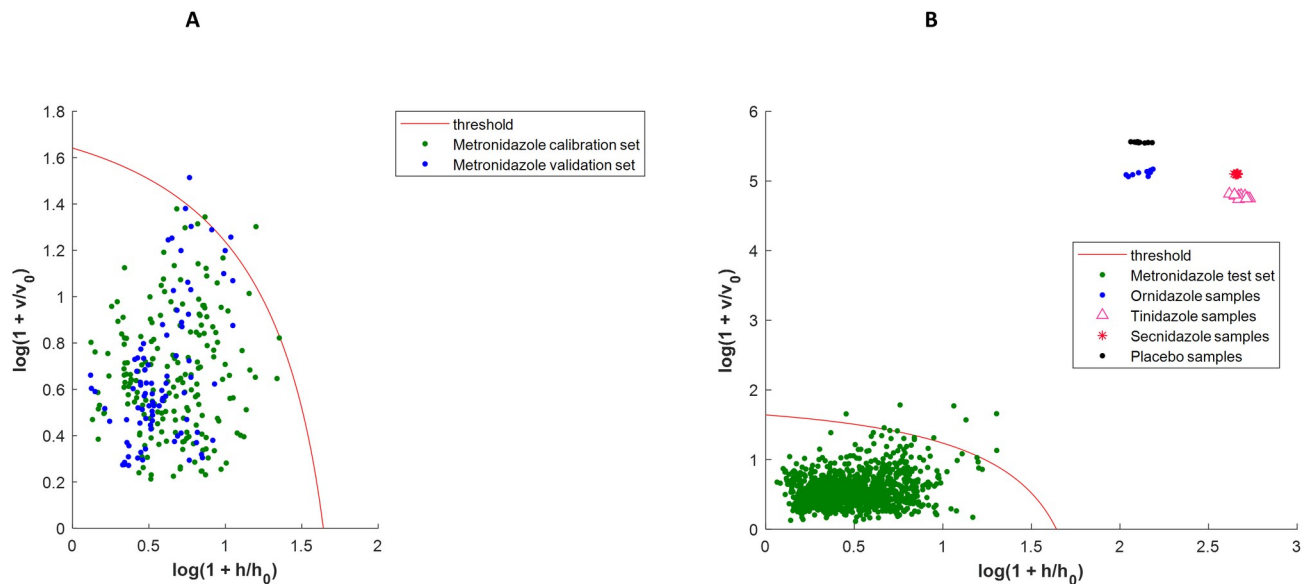 A
1.8
1.6
1.4
1.2
1
0.8
0.6
0.4
0.2
0
log(1 + v/v0)
0
0.5
1
1.5
2
log(1 + h/h0)
threshold
Metronidazole calibration set
Metronidazole validation set
B
6
5
4
3
2
1
0
log(1 + v/v0)
0
0.5
1
1.5
2
2.5
3
log(1 + h/h0)
threshold
Metronidazole test set
Ornidazole samples
Tinidazole samples
Secnidazole samples
Placebo samples